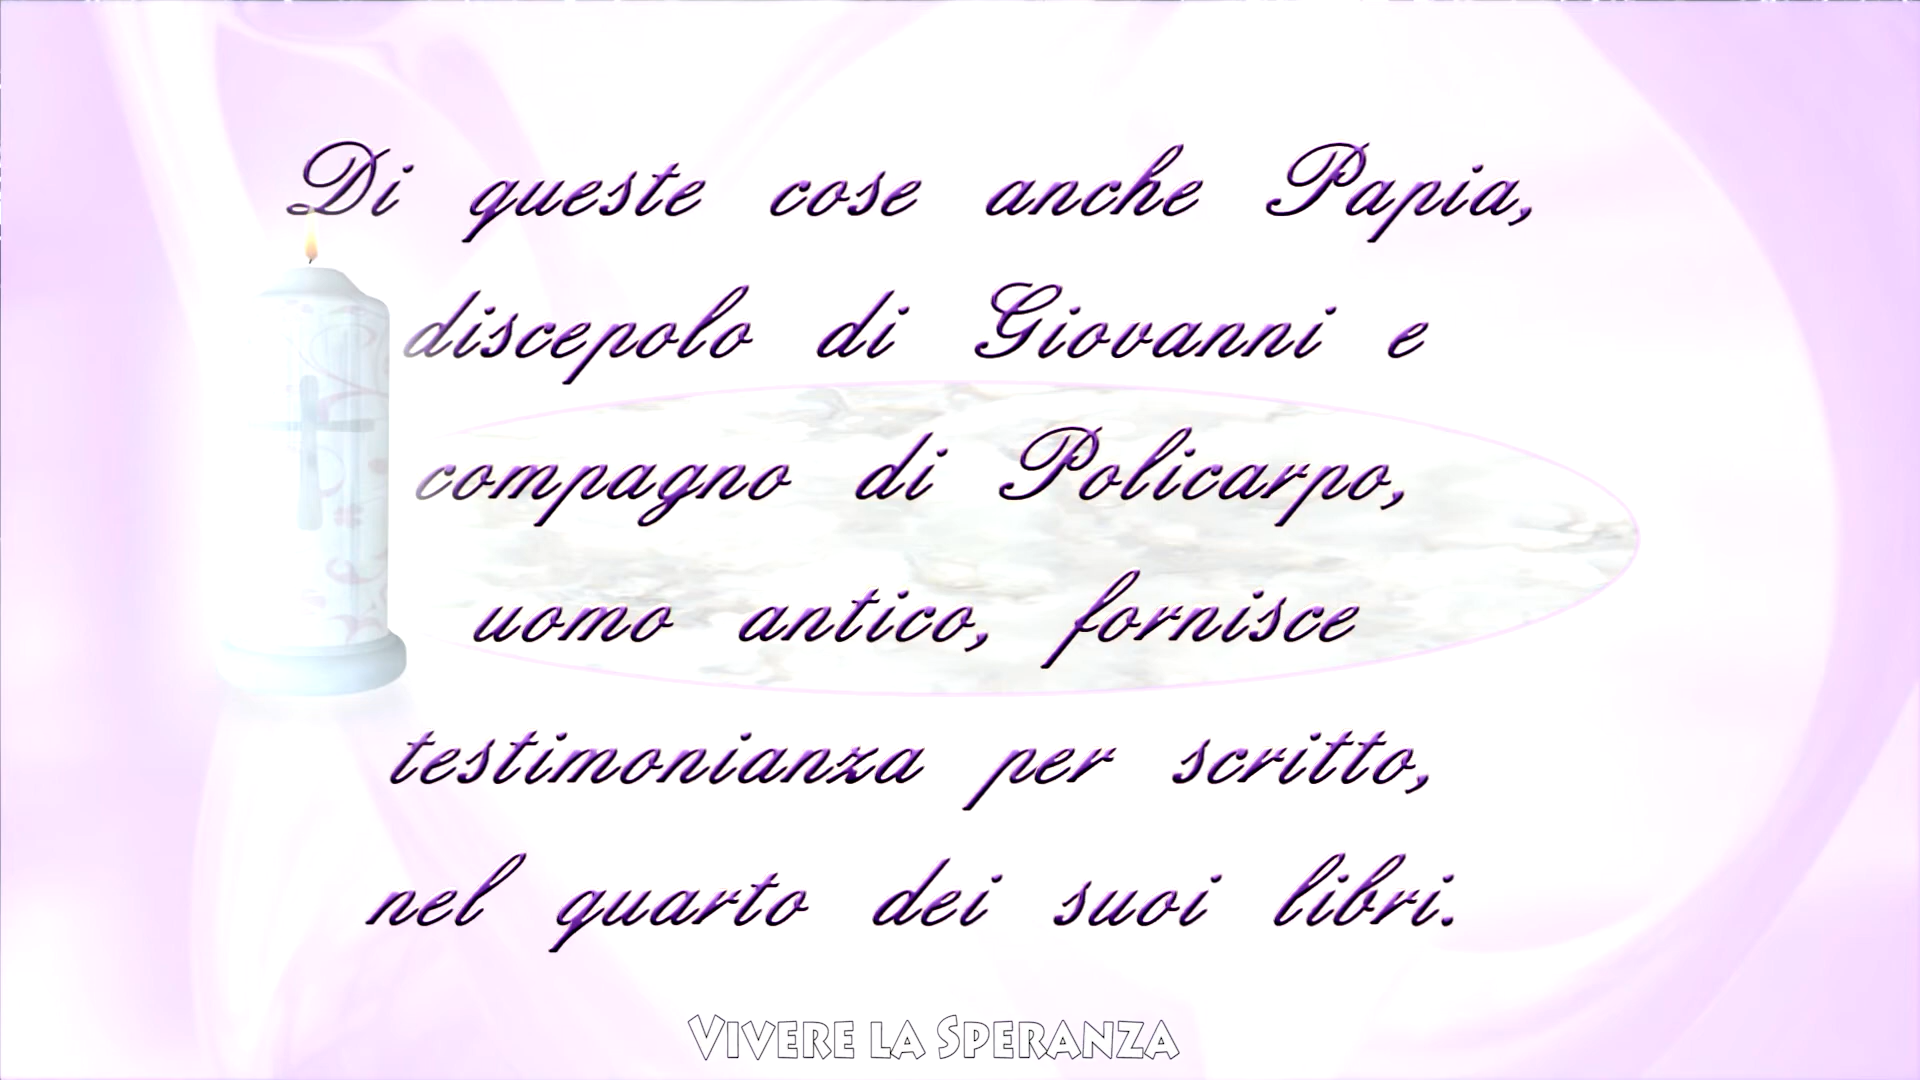 Di queste cose anche Papia,
discepolo di Giovanni e
compagno di Policarpo,
uomo antico, fornisce
testimonianza per scritto,
nel quarto dei suoi libri.
VIVERE LA SPERANZA